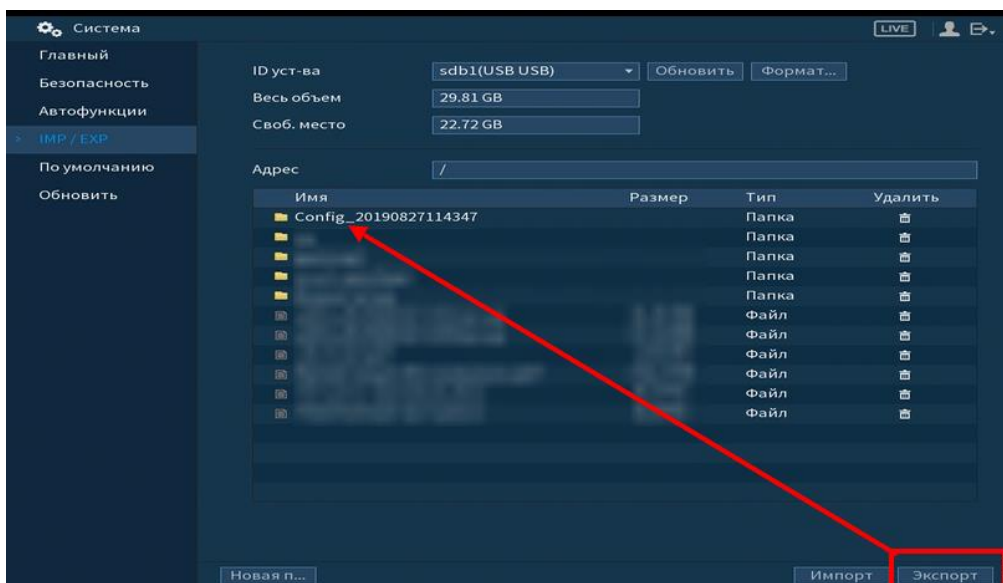 Система LIVE
Главный
Безопасность
Автофункции
IMP / EXP
По умолчанию
Обновить
ID уст-ва sdb1(USB USB) Обновить Формат...
Весь объем 29.81 GB
Своб. место 22.72 GB
Адрес /
Имя Размер Тип Удалить
Config_20190827114347 Папка
Папка
Папка
Папка
Папка
Файл
Файл
Файл
Файл
Файл
Файл
Новая п... Импорт Экспорт